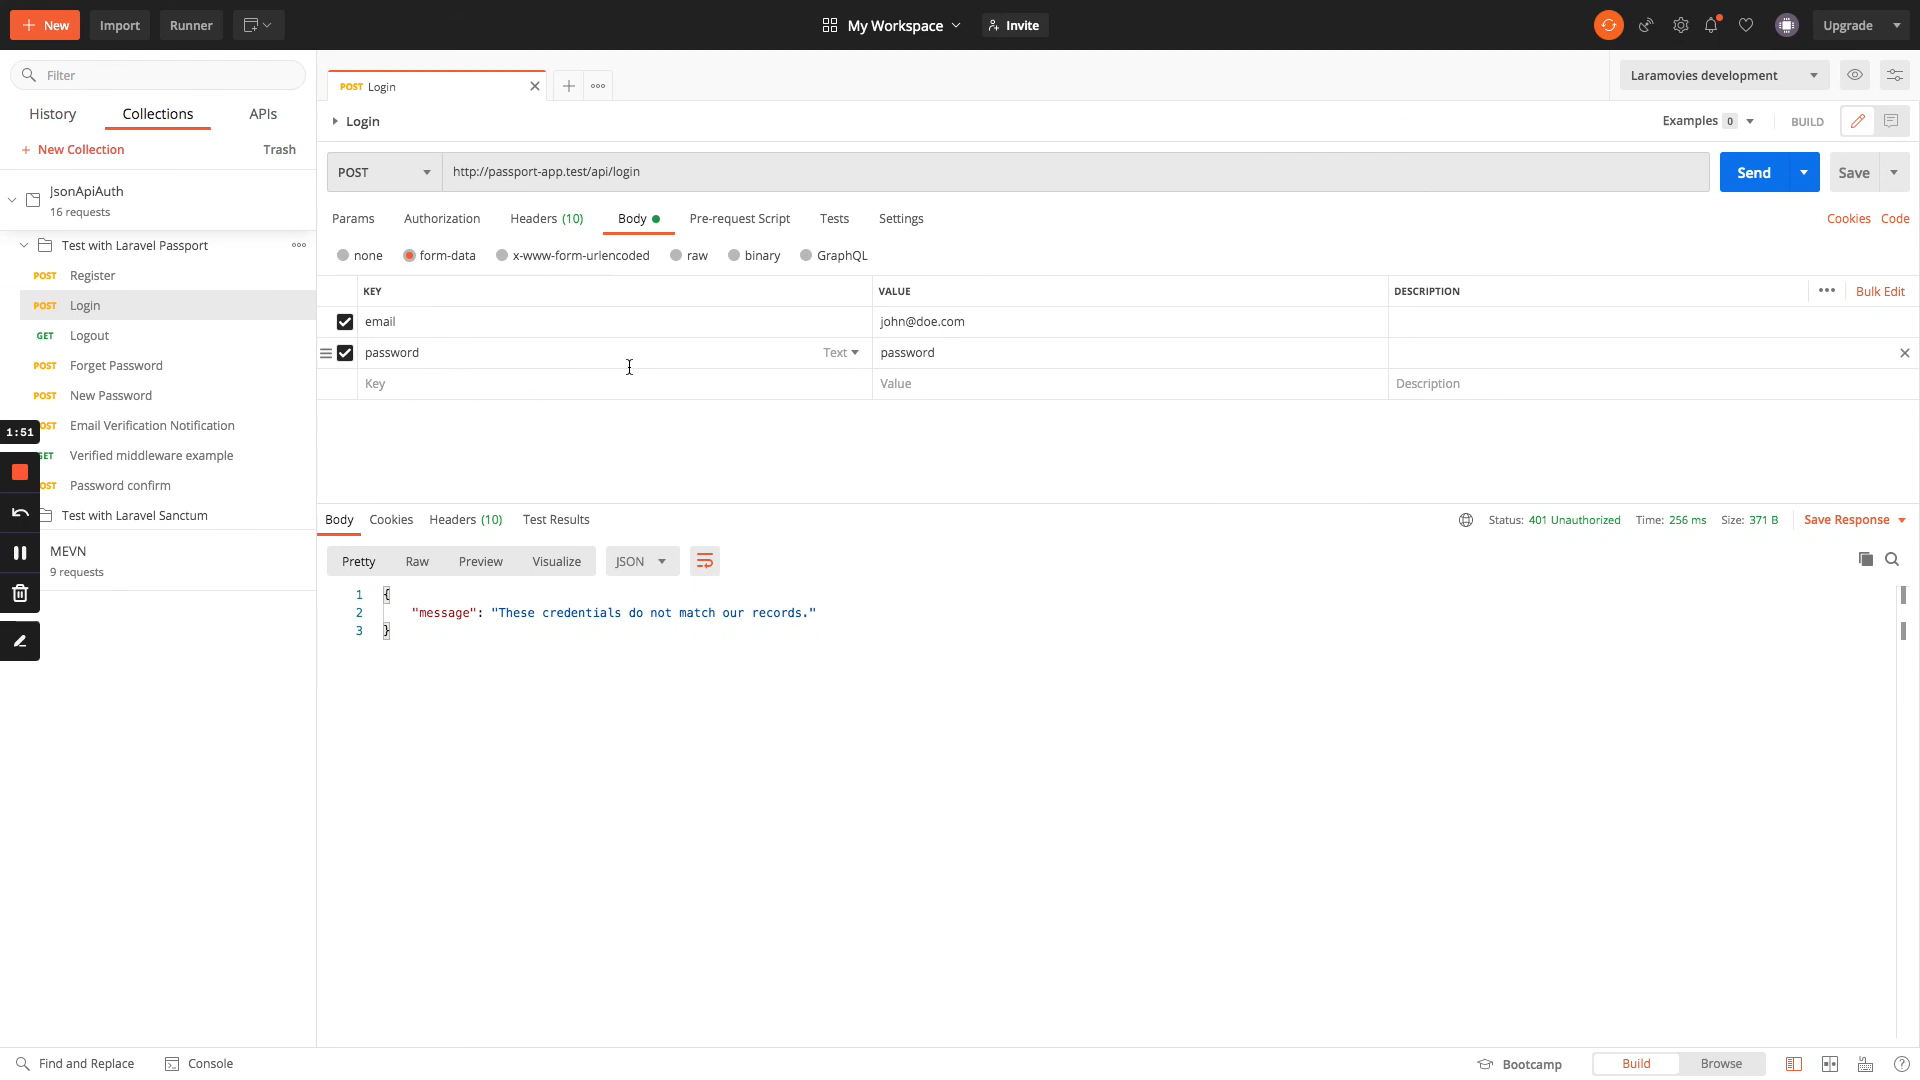 New
Import
Runner
My Workspace
Invite
Upgrade
Filter
History
Collections
APIs
New Collection
Trash
JsonApiAuth
16 requests
Test with Laravel Passport
POST Register
POST Login
GET Logout
POST Forget Password
POST New Password
OST Email Verification Notification
GET Verified middleware example
OST Password confirm
Test with Laravel Sanctum
MEVN
9 requests
1:51
POST Login
Laramovies development
Login
Examples 0
BUILD
POST
http://passport-app.test/api/login
Send
Save
Params
Authorization
Headers (10)
Body
Pre-request Script
Tests
Settings
Cookies
Code
none
form-data
x-www-form-urlencoded
raw
binary
GraphQL
KEY
VALUE
DESCRIPTION
Bulk Edit
email
john@doe.com
password
Text
password
Key
Value
Description
Body
Cookies
Headers (10)
Test Results
Status: 401 Unauthorized
Time: 256 ms
Size: 371 B
Save Response
Pretty
Raw
Preview
Visualize
JSON
1 {
2 "message": "These credentials do not match our records."
3 }
Find and Replace
Console
Bootcamp
Build
Browse